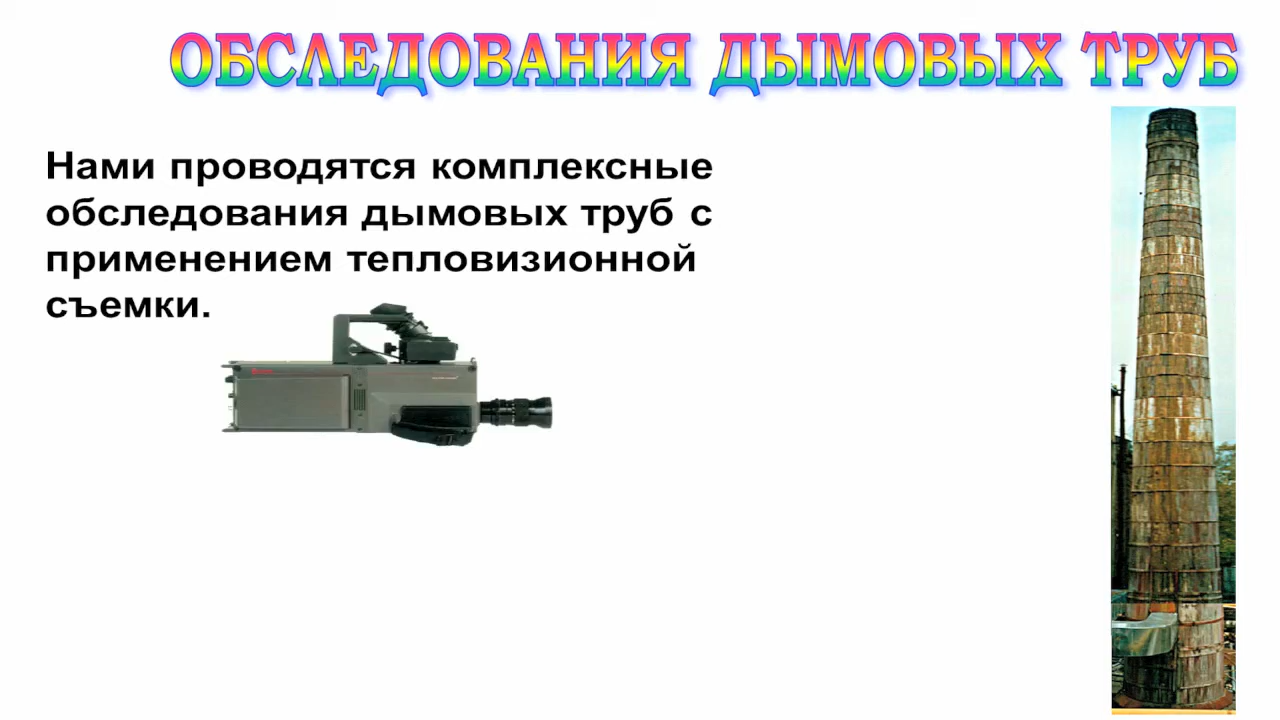 ОБСЛЕДОВАНИЯ ДЫМОВЫХ ТРУБ
Нами проводятся комплексные
обследования дымовых труб с
применением тепловизионной
съемки.